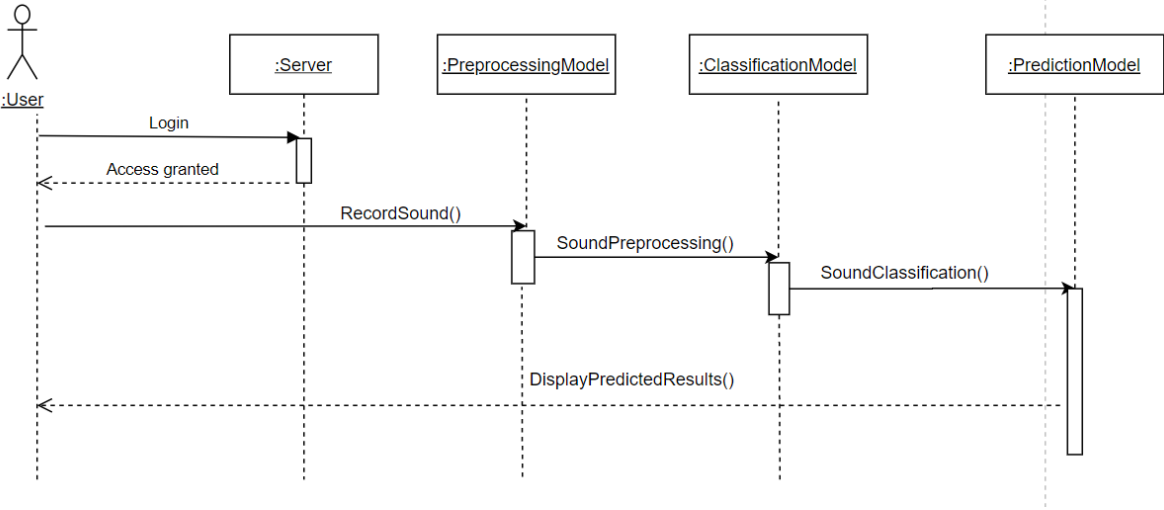 :User
:Server
:PreprocessingModel
:ClassificationModel
:PredictionModel
Login
Access granted
RecordSound()
SoundPreprocessing()
SoundClassification()
DisplayPredictedResults()